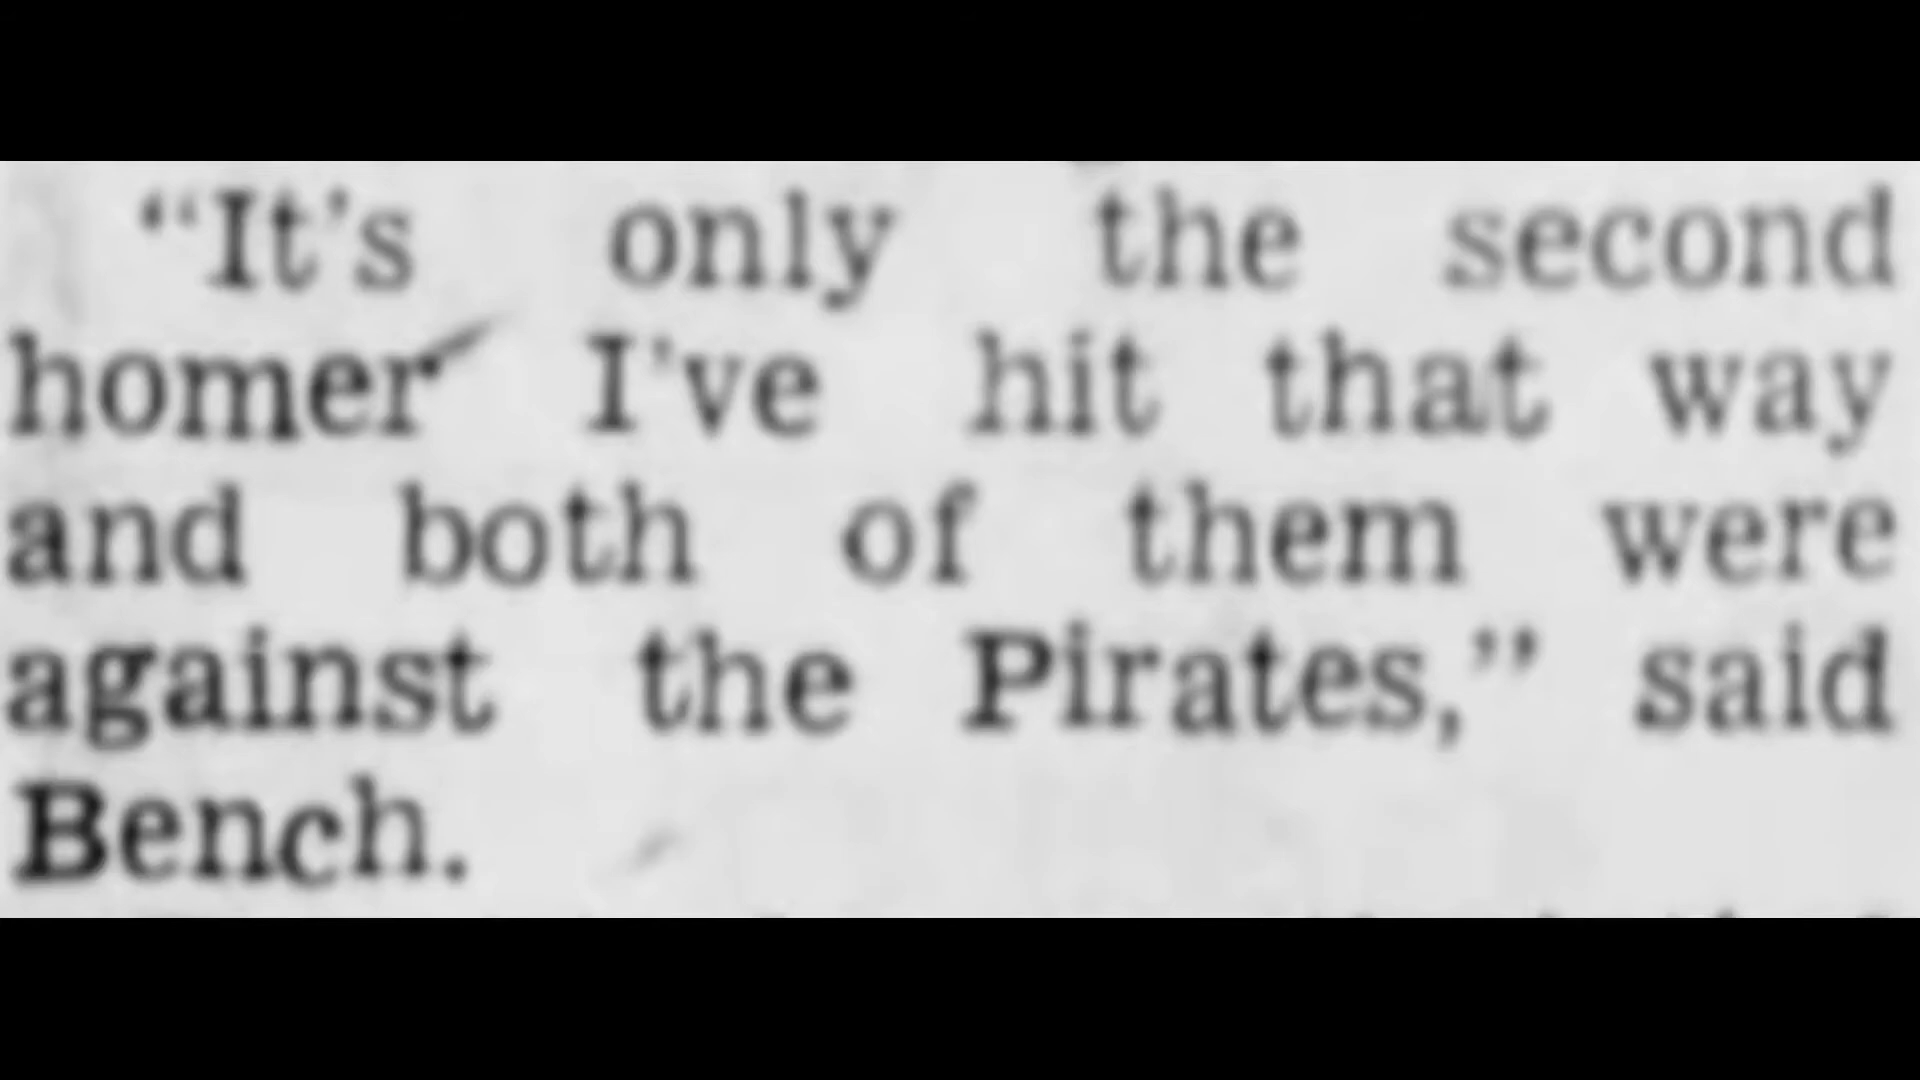 “It’s only the second
homer I’ve hit that way
and both of them were
against the Pirates,” said
Bench.